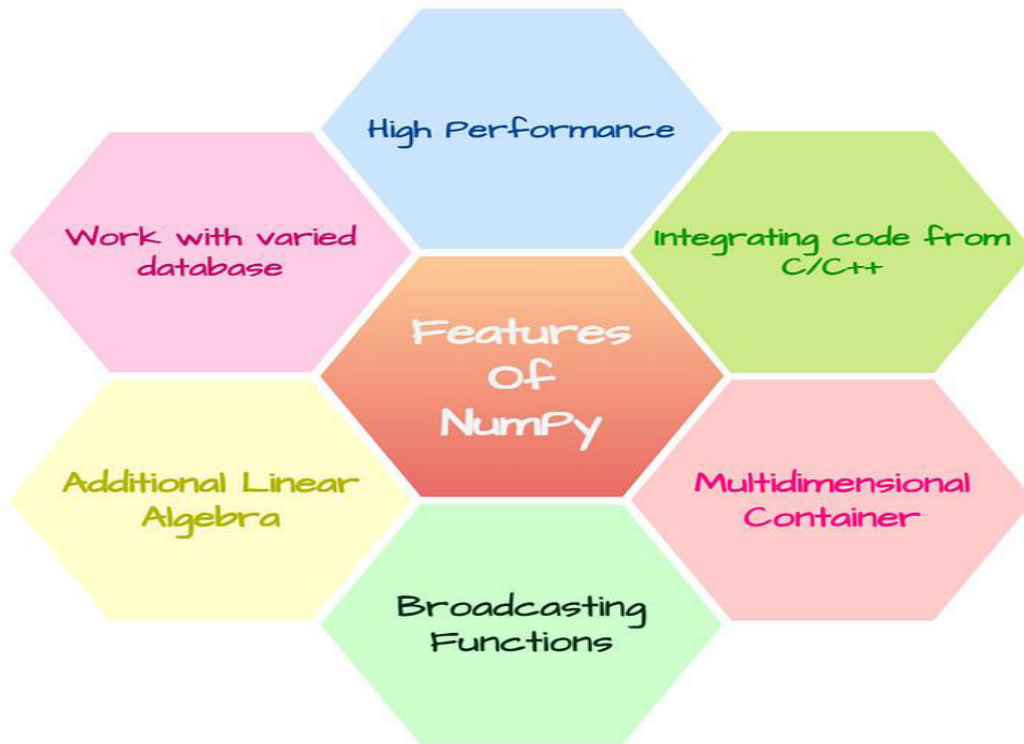 High Performance
Work with varied
database
Integrating code from
C/C++
Features
Of
NumPy
Additional Linear
Algebra
Multidimensional
Container
Broadcasting
Functions